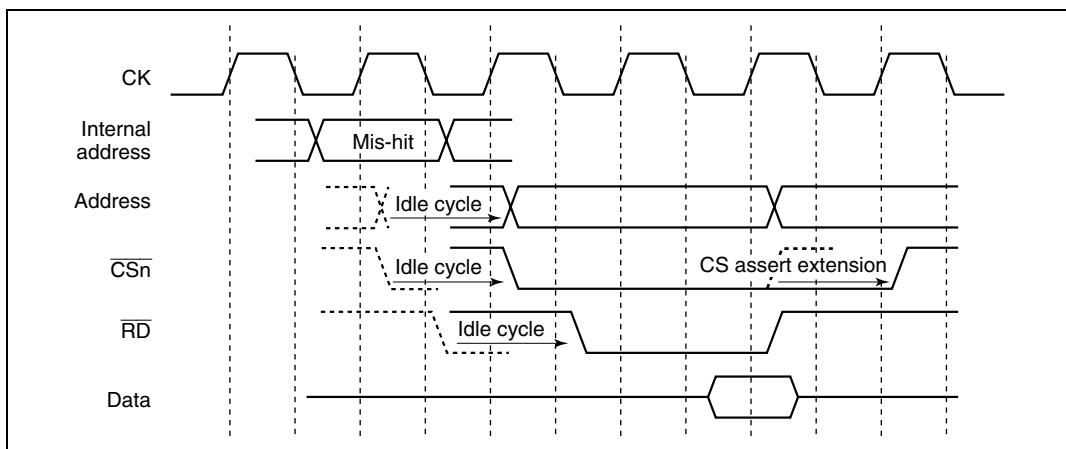 CK
Internal
address
Mis-hit
Address
Idle cycle
CSn
Idle cycle
CS assert extension
RD
Idle cycle
Data